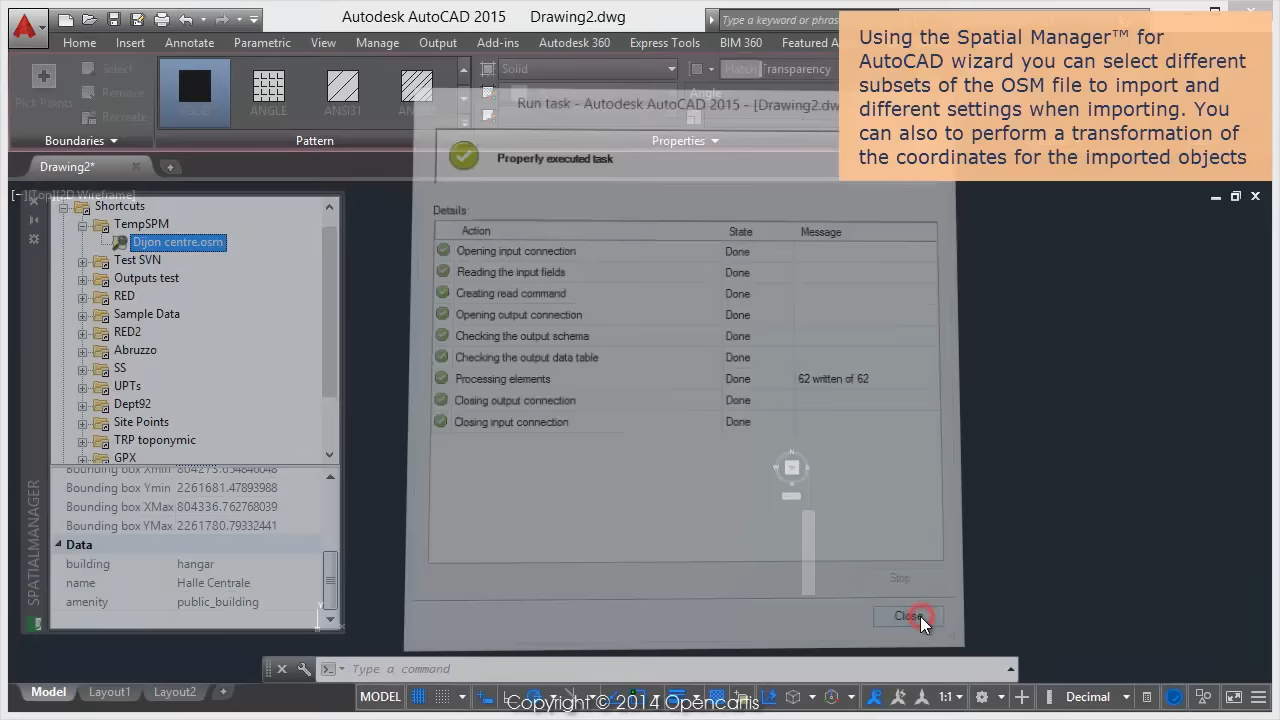 Autodesk AutoCAD 2015 Drawing2.dwg
Type a keyword or phras
Home Insert Annotate Parametric View Manage Output Add-ins Autodesk 360 Express Tools BIM 360 Featured A
Using the Spatial Manager™ for
AutoCAD wizard you can select different
subsets of the OSM file to import and
different settings when importing. You
can also to perform a transformation of
the coordinates for the imported objects
Pick Points
Select
Remove
Recreate
SOLID ANGLE ANSI31
Solid
Hatch Transparency
Angle
Boundaries Pattern Properties
Drawing2*
[−][Top][2D Wireframe]
Shortcuts
TempSPM
Dijon centre.osm
Test SVN
Outputs test
RED
Sample Data
RED2
Abruzzo
SS
UPTs
Dept92
Site Points
TRP toponymic
GPX
Bounding box Xmin
Bounding box Ymin 2261681.47893988
Bounding box XMax 804336.762768039
Bounding box YMax 2261780.79332441
Data
building hangar
name Halle Centrale
amenity public_building
SPATIALMANAGER
Run task - Autodesk AutoCAD 2015 - [Drawing2.dw
Properly executed task
Details:
Action State Message
Opening input connection Done
Reading the input fields Done
Creating read command Done
Opening output connection Done
Checking the output schema Done
Checking the output data table Done
Processing elements Done 62 written of 62
Closing output connection Done
Closing input connection Done
N
W E
S
Stop
Close
Type a command
Model Layout1 Layout2 +
MODEL 1:1 Decimal
Copyright © 2014 Opencartis